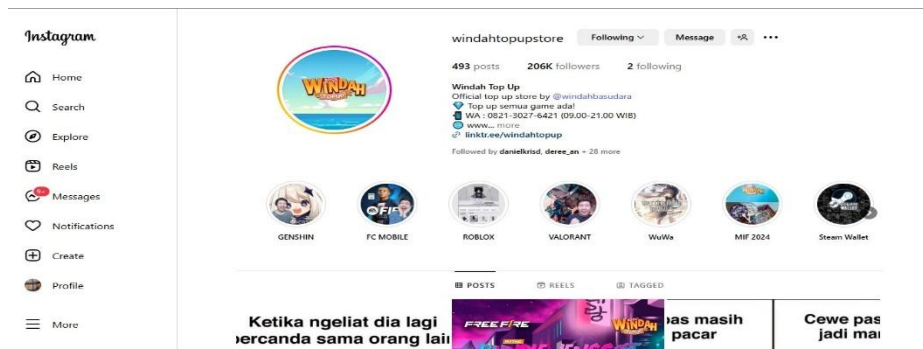 Instagram
Home
Search
Explore
Reels
Messages
Notifications
Create
Profile
More
windahtopupstore Following Message
493 posts 206K followers 2 following
Windah Top Up
Official top up store by @windahbasudara
Top up semua game ada!
WA : 0821-3027-6421 (09.00-21.00 WIB)
www... more
linktr.ee/windahtopup
Followed by danielkrisd, deree_an + 28 more
WINDAH
GENSHIN FC MOBILE ROBLOX VALORANT WuWa MIF 2024 Steam Wallet
POSTS REELS TAGGED
Ketika ngeliat dia lagi
percanda sama orang lain
FREE FIRE
WINDAH
pas masih
pacar
Cewe pas
jadi man